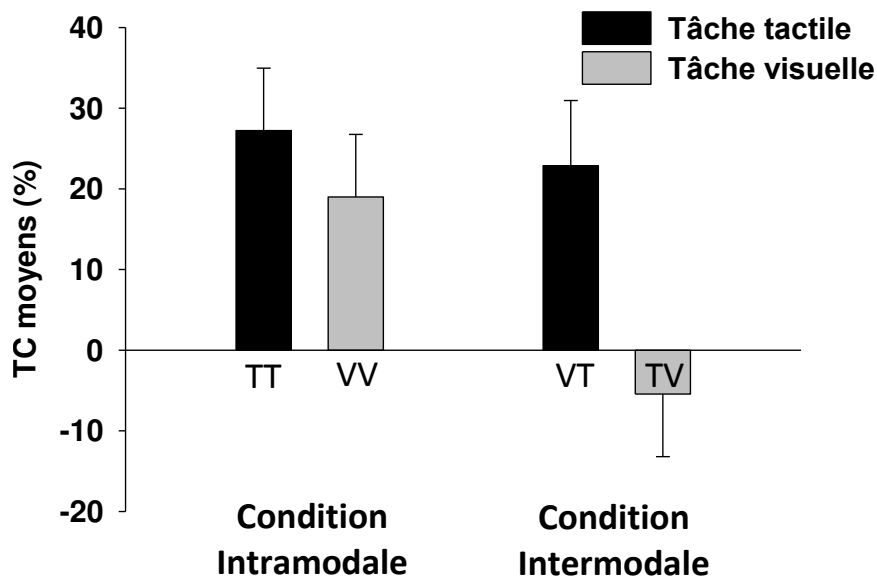 Tâche tactile
Tâche visuelle
TC moyens (%)
40
30
20
10
0
-10
-20
TT
VV
VT
TV
Condition
Intramodale
Condition
Intermodale